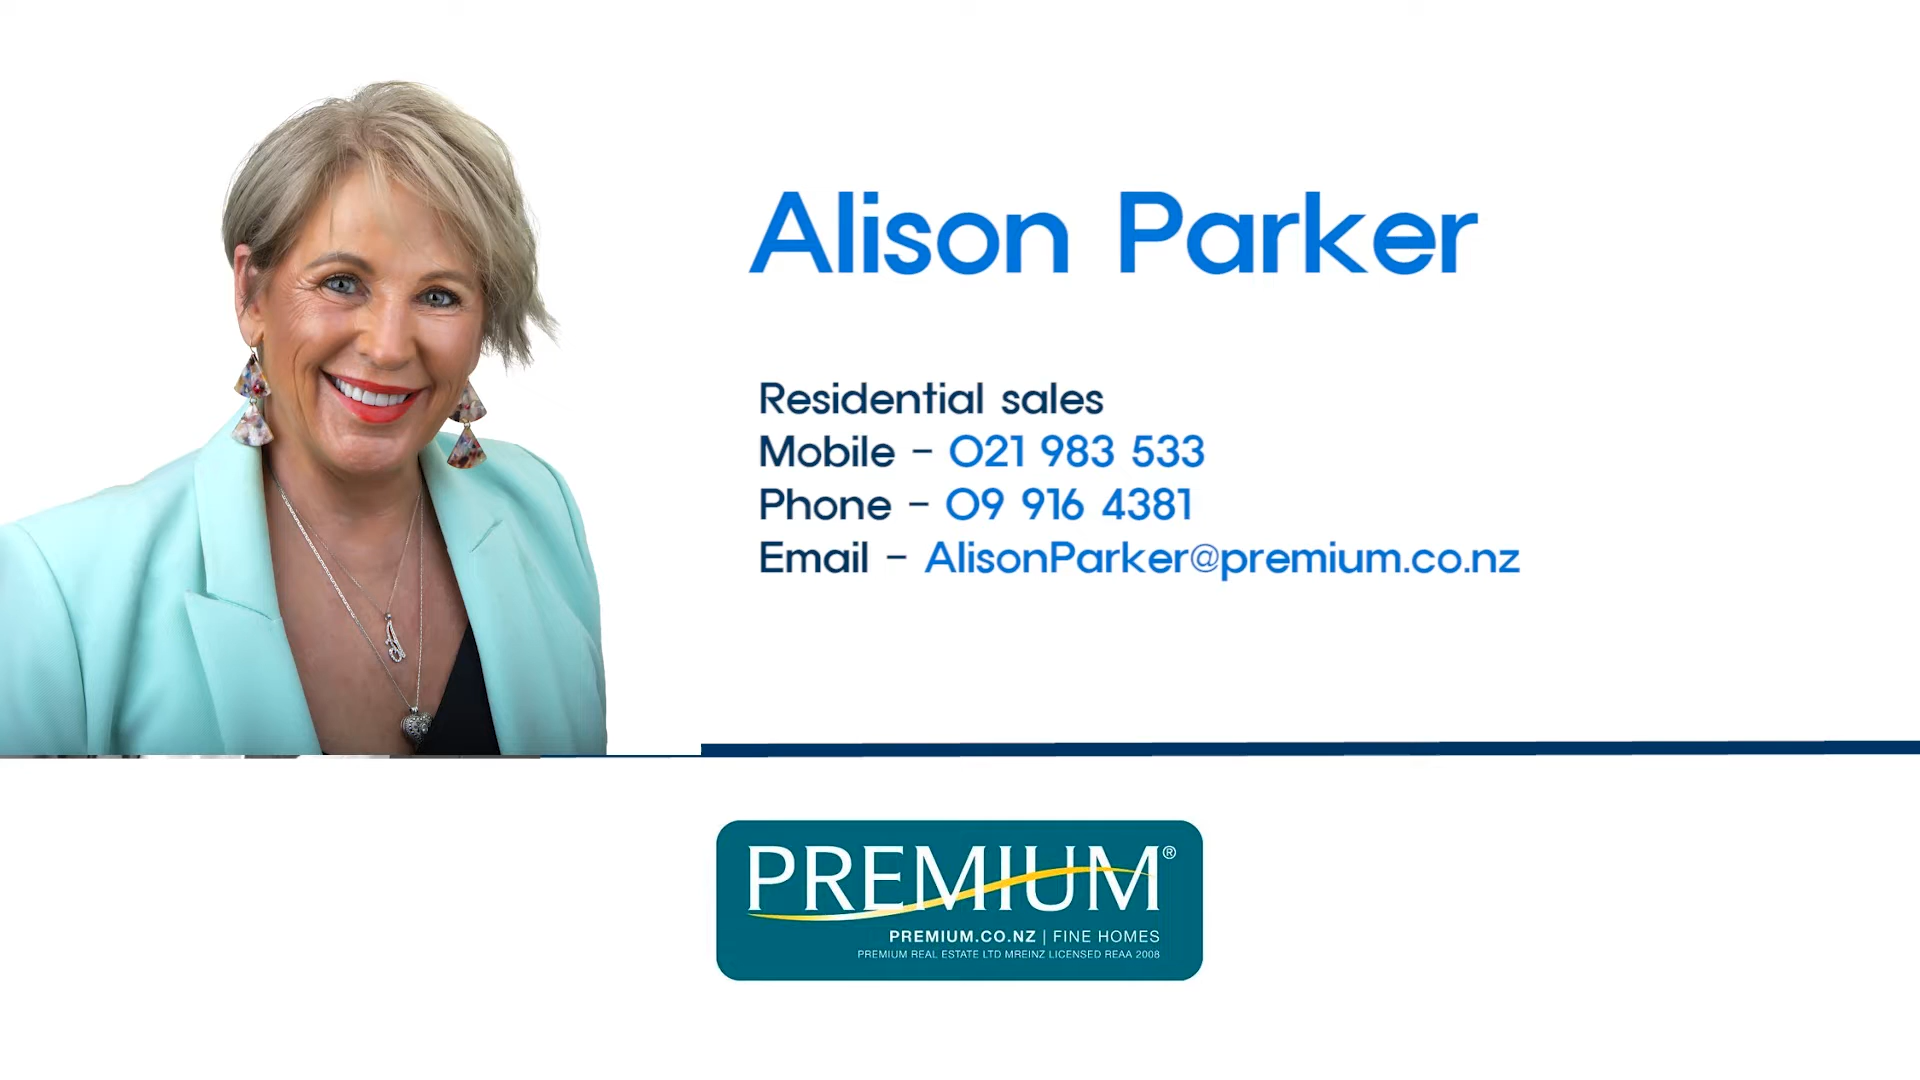 Alison Parker
Residential sales
Mobile – 021 983 533
Phone – 09 916 4381
Email – AlisonParker@premium.co.nz
PREMIUM®
PREMIUM.CO.NZ | FINE HOMES
PREMIUM REAL ESTATE LTD MREINZ LICENSED REAA 2008